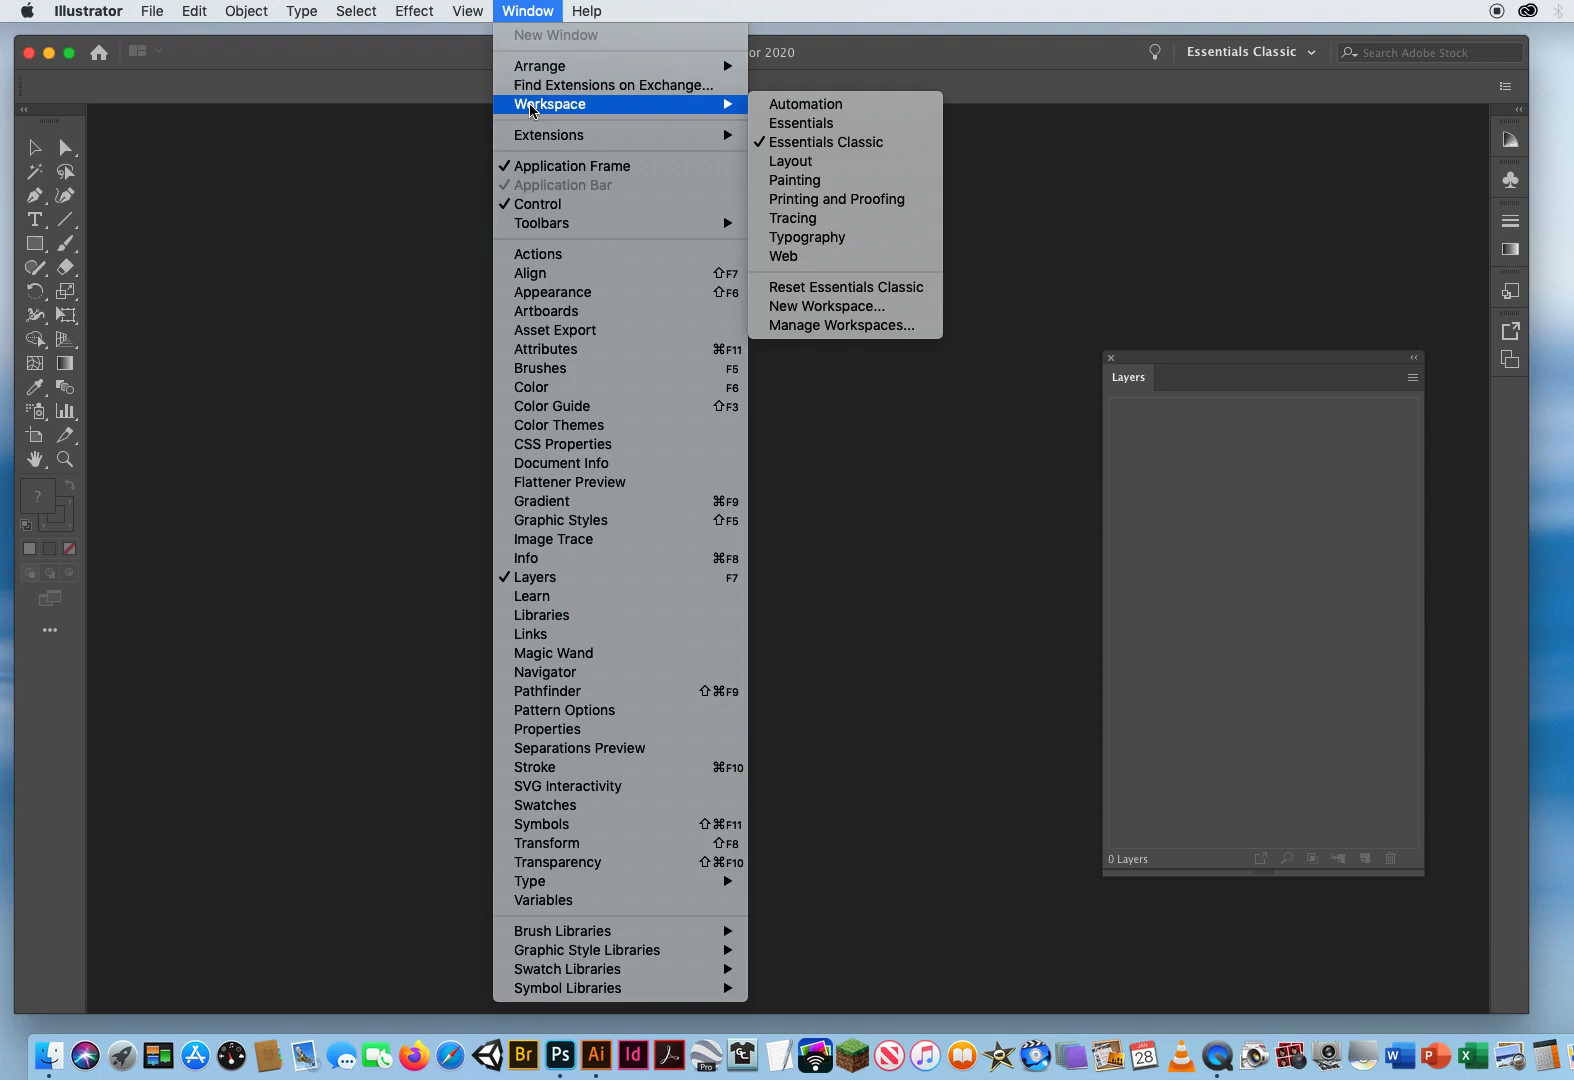 Illustrator File Edit Object Type Select Effect View Window Help
or 2020
Essentials Classic
Search Adobe Stock
New Window
Arrange
Find Extensions on Exchange...
Workspace
Extensions
Application Frame
Application Bar
Control
Toolbars
Actions
Align ⇧F7
Appearance ⇧F6
Artboards
Asset Export
Attributes ⌘F11
Brushes F5
Color F6
Color Guide ⇧F3
Color Themes
CSS Properties
Document Info
Flattener Preview
Gradient ⌘F9
Graphic Styles ⇧F5
Image Trace
Info ⌘F8
Layers F7
Learn
Libraries
Links
Magic Wand
Navigator
Pathfinder ⇧⌘F9
Pattern Options
Properties
Separations Preview
Stroke ⌘F10
SVG Interactivity
Swatches
Symbols ⇧⌘F11
Transform ⇧F8
Transparency ⇧⌘F10
Type
Variables
Brush Libraries
Graphic Style Libraries
Swatch Libraries
Symbol Libraries
Automation
Essentials
Essentials Classic
Layout
Painting
Printing and Proofing
Tracing
Typography
Web
Reset Essentials Classic
New Workspace...
Manage Workspaces...
Layers
0 Layers
?
Br Ps Ai Id Pro JAN 28 W P X